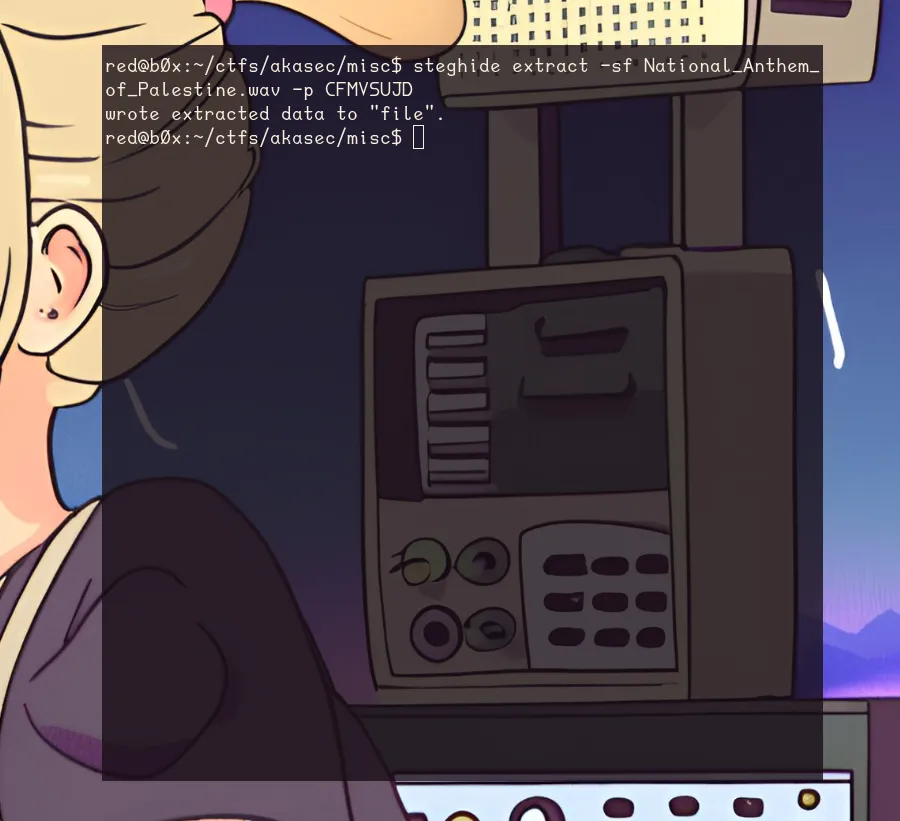 red@b0x:~/ctfs/akasec/misc$ steghide extract -sf National_Anthem_
of_Palestine.wav -p CFMVSUJD
wrote extracted data to "file".
red@b0x:~/ctfs/akasec/misc$